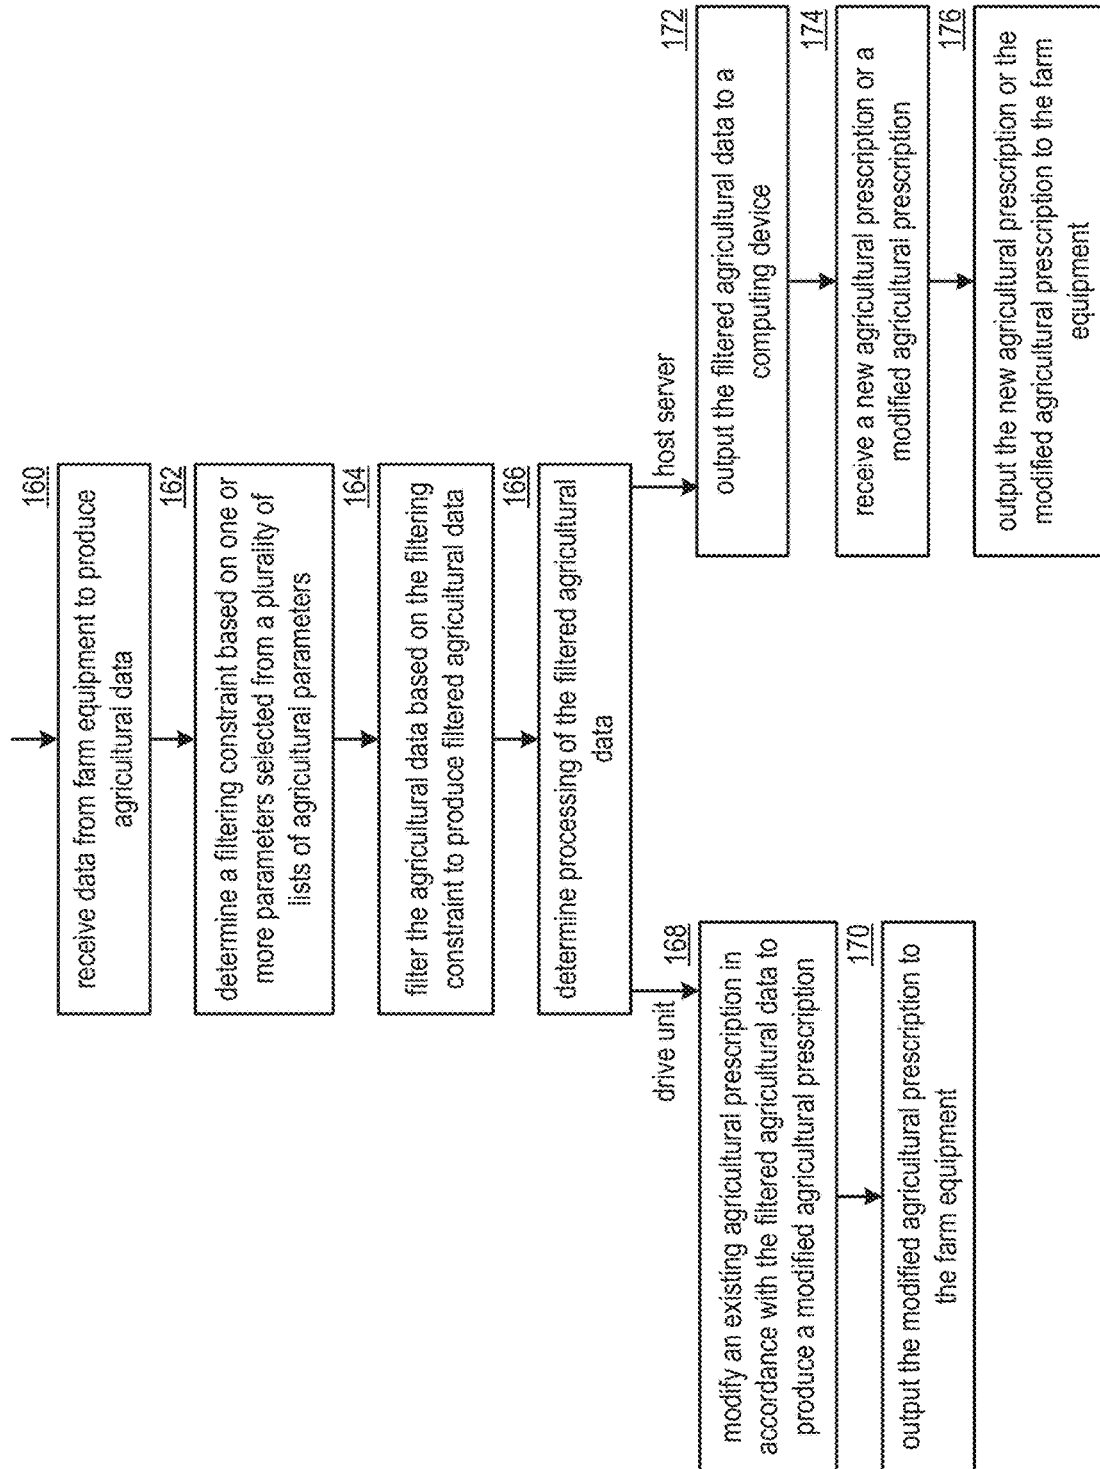 160
receive data from farm equipment to produce
agricultural data
162
determine a filtering constraint based on one or
more parameters selected from a plurality of
lists of agricultural parameters
164
filter the agricultural data based on the filtering
constraint to produce filtered agricultural data
166
determine processing of the filtered agricultural
data
drive unit
168
modify an existing agricultural prescription in
accordance with the filtered agricultural data to
produce a modified agricultural prescription
170
output the modified agricultural prescription to
the farm equipment
host server
172
output the filtered agricultural data to a
computing device
174
receive a new agricultural prescription or a
modified agricultural prescription
176
output the new agricultural prescription or the
modified agricultural prescription to the farm
equipment